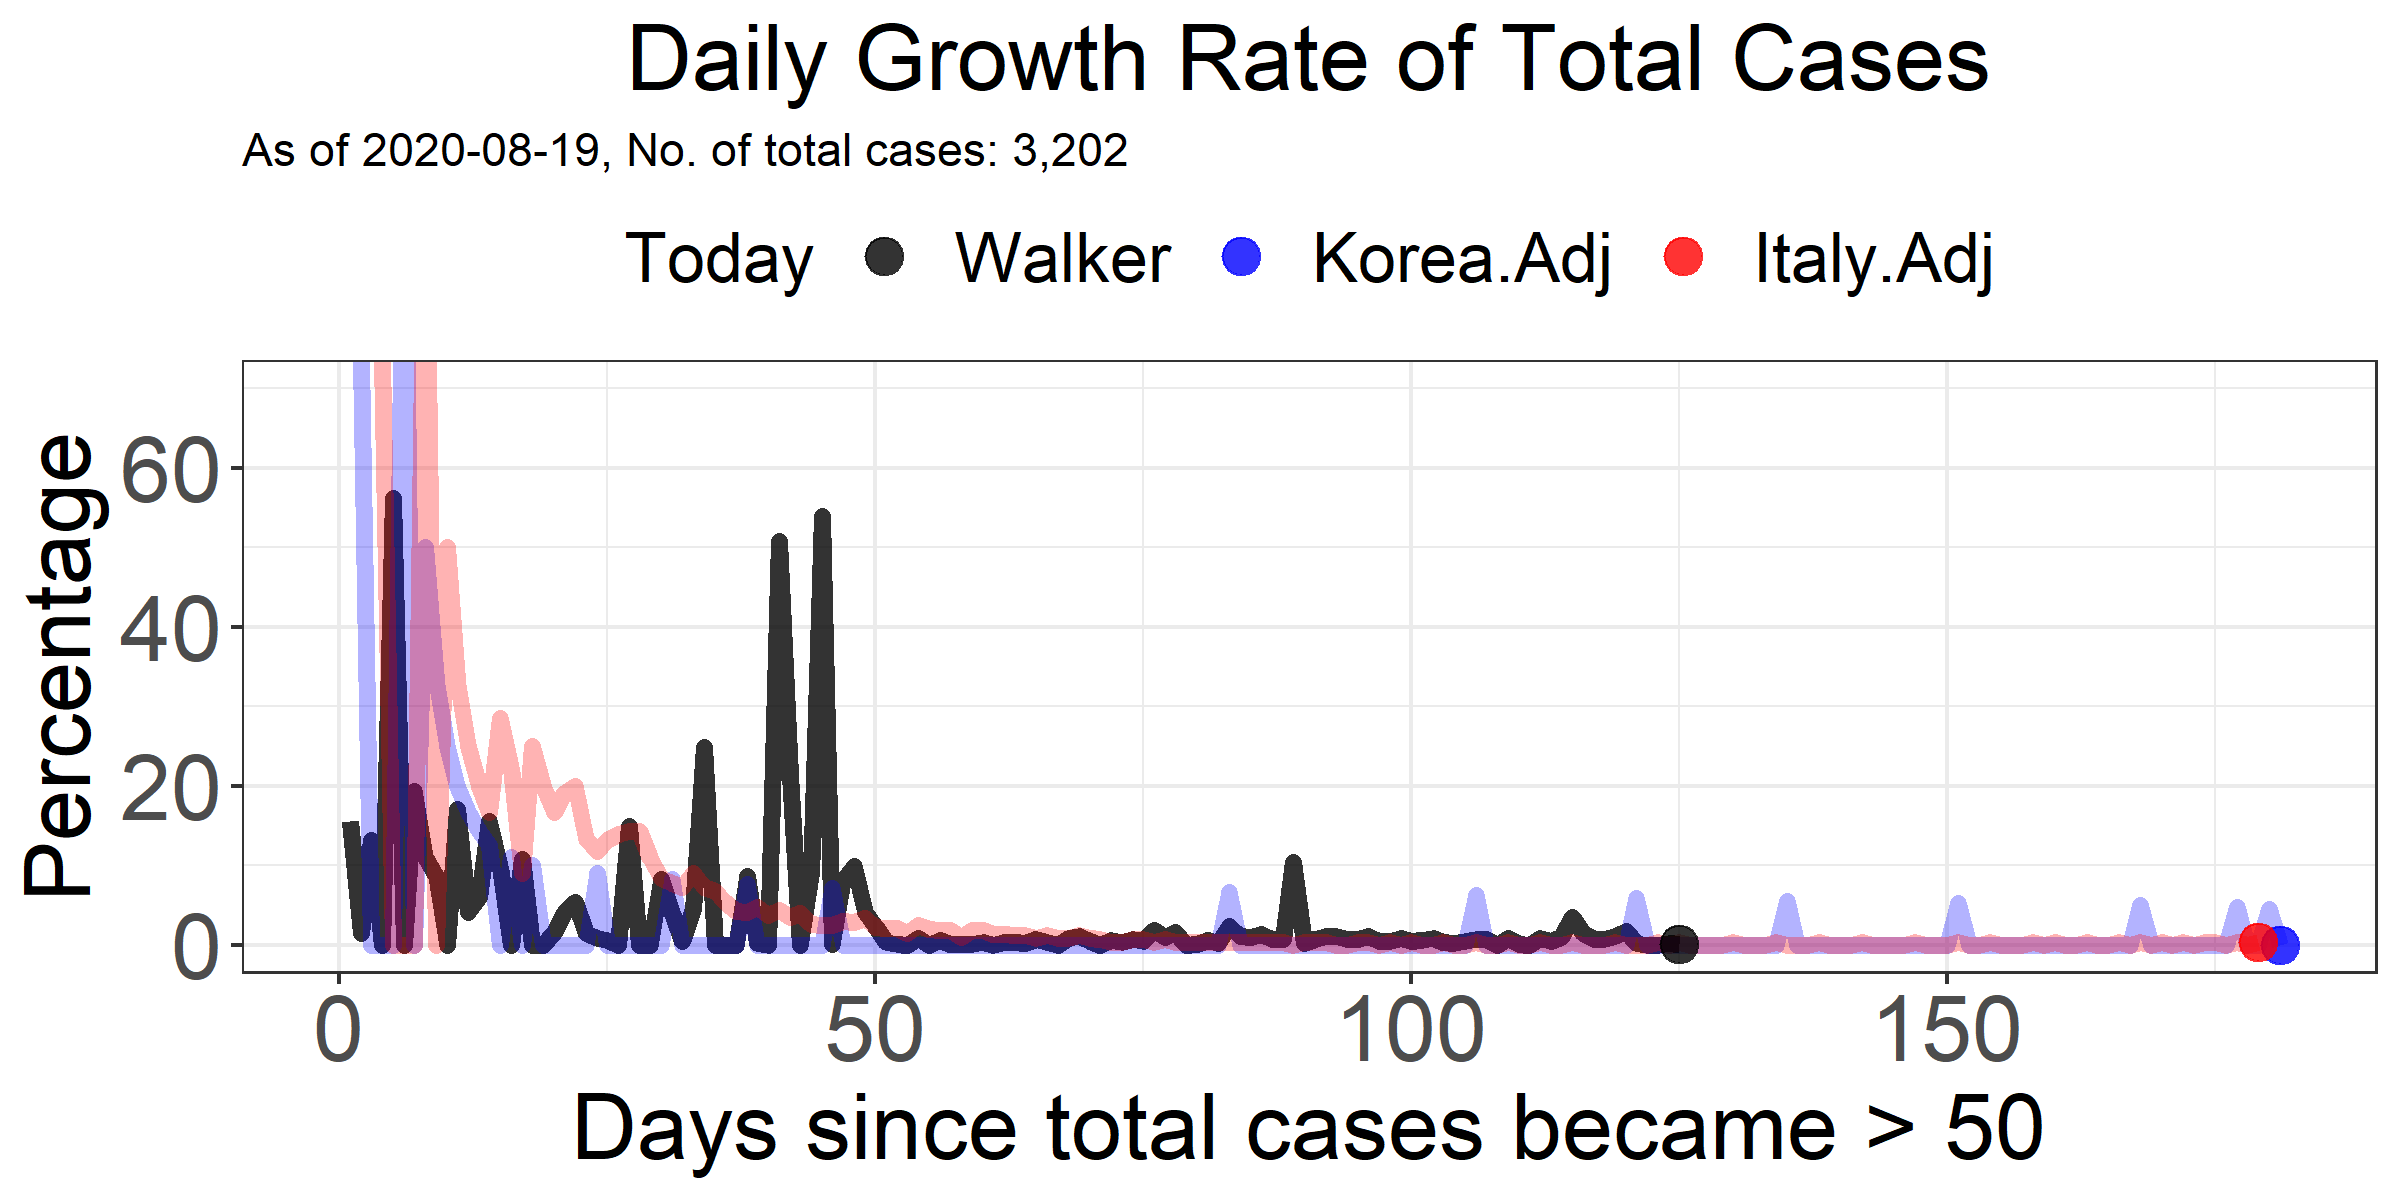 Daily Growth Rate of Total Cases
As of 2020-08-19, No. of total cases: 3,202
Today Walker Korea.Adj Italy.Adj
Percentage
60
40
20
0
0 50 100 150
Days since total cases became > 50